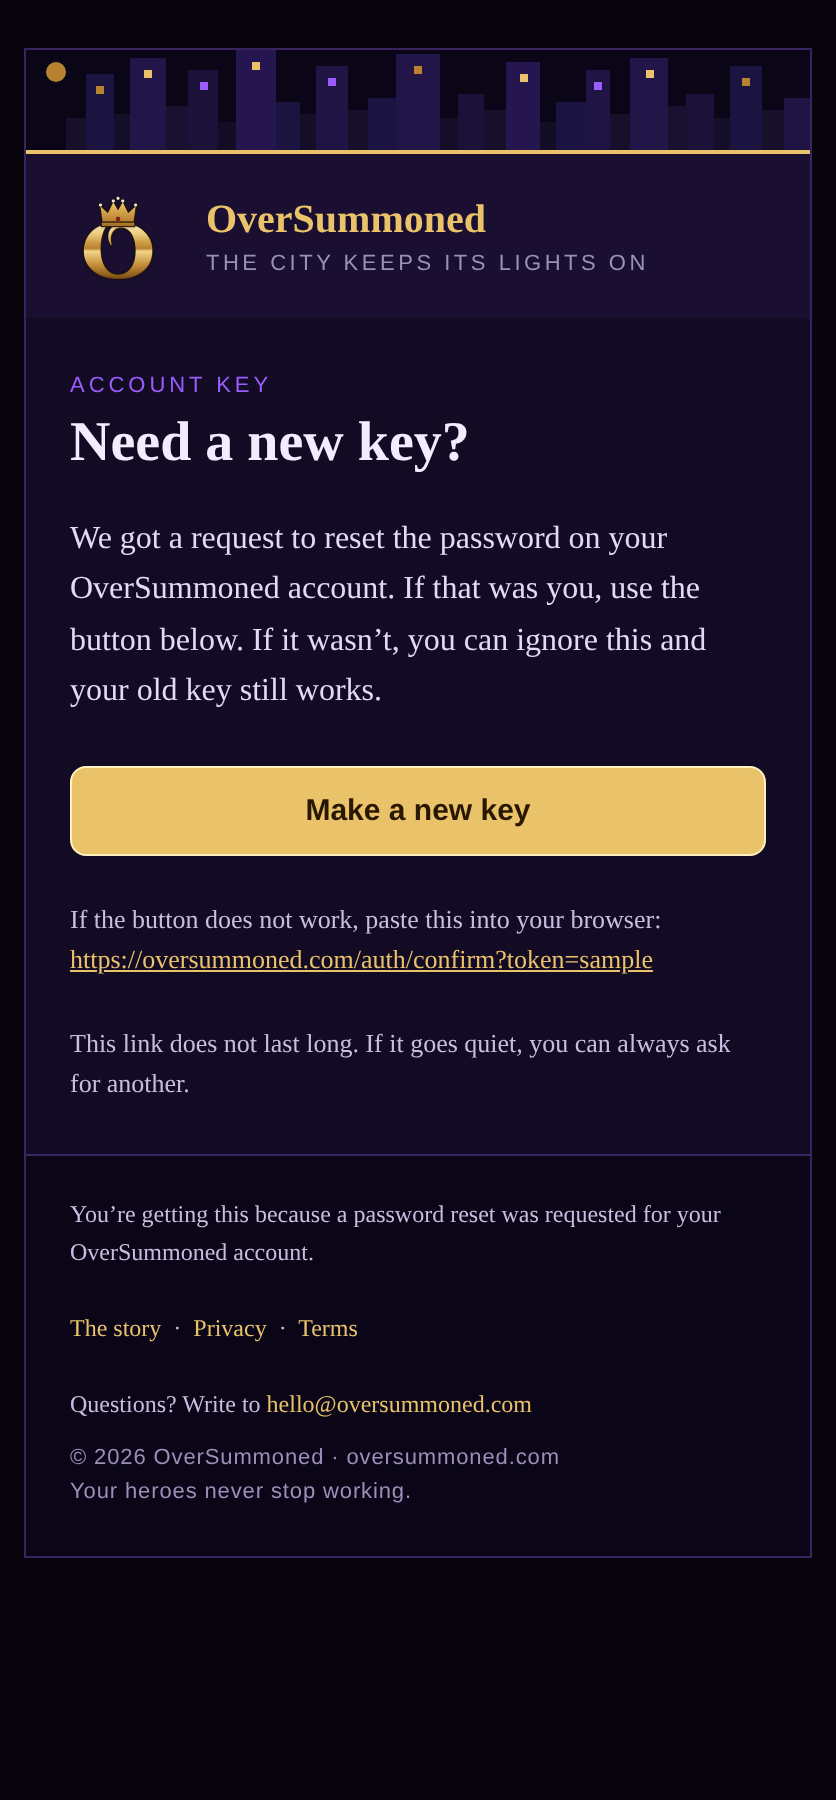 OverSummoned
THE CITY KEEPS ITS LIGHTS ON
ACCOUNT KEY
Need a new key?
We got a request to reset the password on your
OverSummoned account. If that was you, use the
button below. If it wasn’t, you can ignore this and
your old key still works.
Make a new key
If the button does not work, paste this into your browser:
https://oversummoned.com/auth/confirm?token=sample
This link does not last long. If it goes quiet, you can always ask
for another.
You’re getting this because a password reset was requested for your
OverSummoned account.
The story · Privacy · Terms
Questions? Write to hello@oversummoned.com
© 2026 OverSummoned · oversummoned.com
Your heroes never stop working.